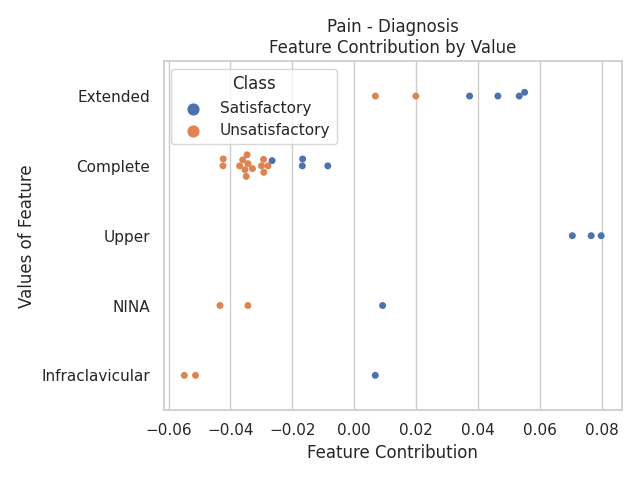 Pain - Diagnosis
Feature Contribution by Value
Class
Satisfactory
Unsatisfactory
Extended
Complete
Upper
NINA
Infraclavicular
Values of Feature
−0.06 −0.04 −0.02 0.00 0.02 0.04 0.06 0.08
Feature Contribution